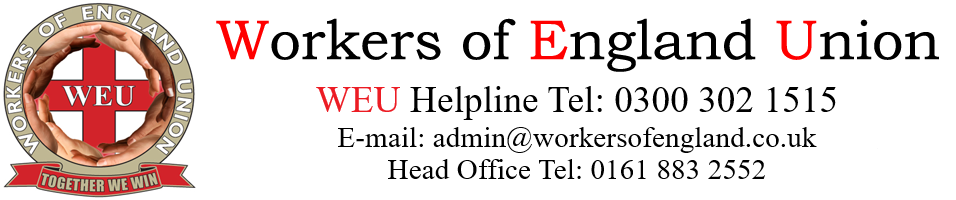 WORKERS OF ENGLAND UNION
WEU
TOGETHER WE WIN
Workers of England Union
WEU Helpline Tel: 0300 302 1515
E-mail: admin@workersofengland.co.uk
Head Office Tel: 0161 883 2552